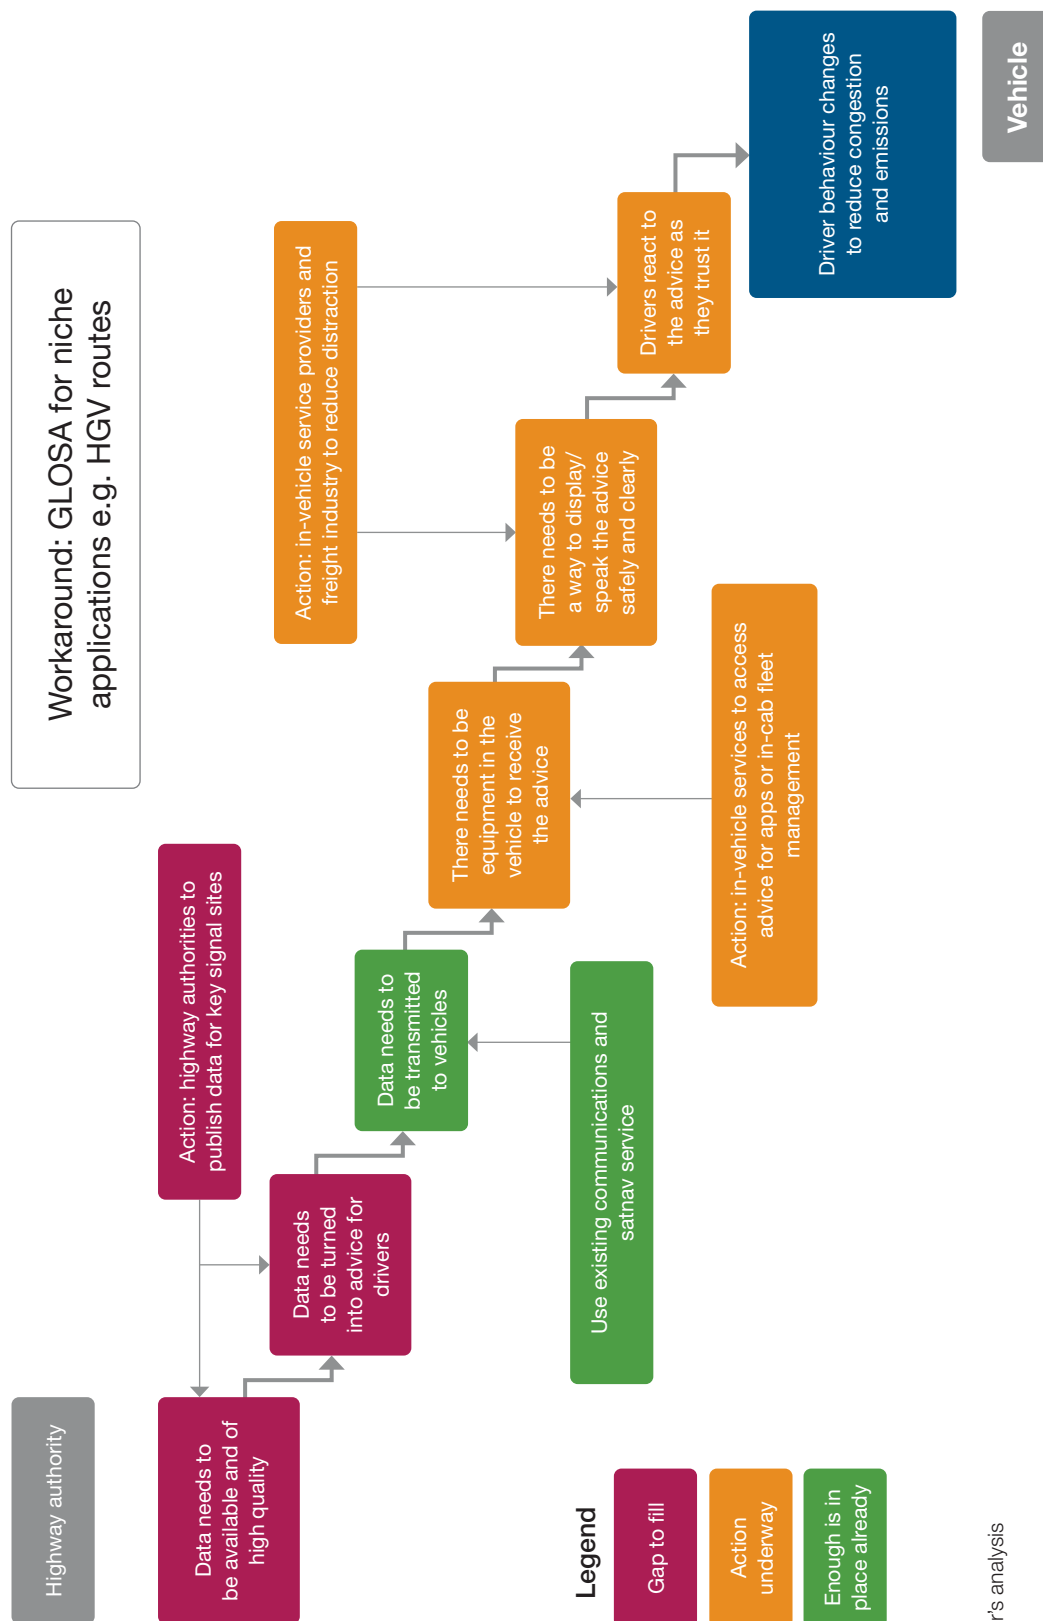 Highway authority
Workaround: GLOSA for niche
applications e.g. HGV routes
Data needs to
be available and of
high quality
Action: highway authorities to
publish data for key signal sites
Data needs
to be turned
into advice for
drivers
Data needs to
be transmitted
to vehicles
Use existing communications and
satnav service
There needs to be
equipment in the
vehicle to receive
the advice
Action: in-vehicle services to access
advice for apps or in-cab fleet
management
Action: in-vehicle service providers and
freight industry to reduce distraction
There needs to be
a way to display/
speak the advice
safely and clearly
Drivers react to
the advice as
they trust it
Driver behaviour changes
to reduce congestion
and emissions
Vehicle
Legend
Gap to fill
Action
underway
Enough is in
place already
r's analysis